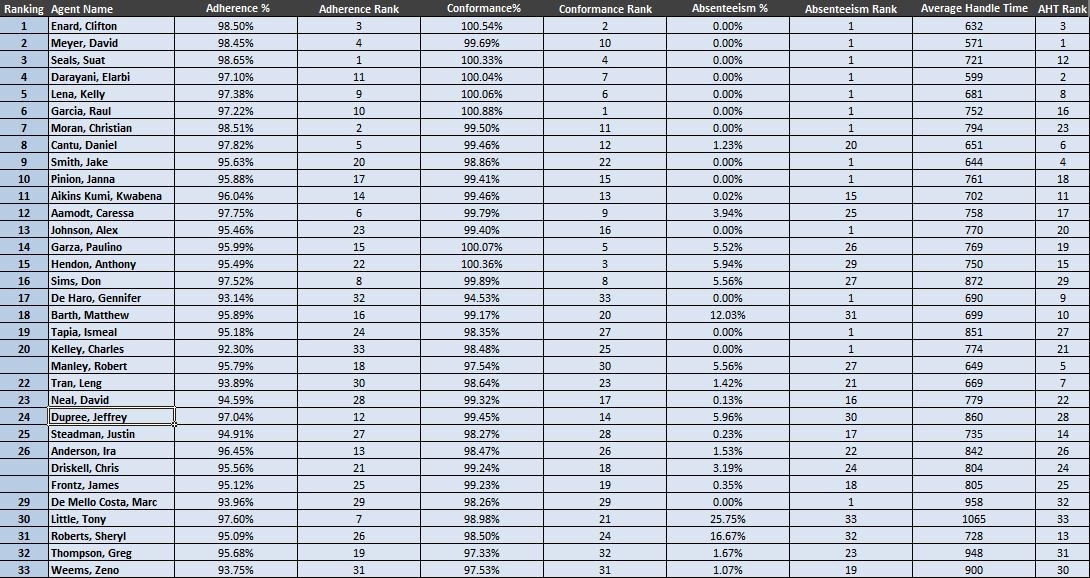 Ranking Agent Name Adherence % Adherence Rank Conformance% Conformance Rank Absenteeism % Absenteeism Rank Average Handle Time AHT Rank
1 Enard, Clifton 98.50% 3 100.54% 2 0.00% 1 632 3
2 Meyer, David 98.45% 4 99.69% 10 0.00% 1 571 1
3 Seals, Suat 98.65% 1 100.33% 4 0.00% 1 721 12
4 Darayani, Elarbi 97.10% 11 100.04% 7 0.00% 1 599 2
5 Lena, Kelly 97.38% 9 100.06% 6 0.00% 1 681 8
6 Garcia, Raul 97.22% 10 100.88% 1 0.00% 1 752 16
7 Moran, Christian 98.51% 2 99.50% 11 0.00% 1 794 23
8 Cantu, Daniel 97.82% 5 99.46% 12 1.23% 20 651 6
9 Smith, Jake 95.63% 20 98.86% 22 0.00% 1 644 4
10 Pinion, Janna 95.88% 17 99.41% 15 0.00% 1 761 18
11 Aikins Kumi, Kwabena 96.04% 14 99.46% 13 0.02% 15 702 11
12 Aamodt, Caressa 97.75% 6 99.79% 9 3.94% 25 758 17
13 Johnson, Alex 95.46% 23 99.40% 16 0.00% 1 770 20
14 Garza, Paulino 95.99% 15 100.07% 5 5.52% 26 769 19
15 Hendon, Anthony 95.49% 22 100.36% 3 5.94% 29 750 15
16 Sims, Don 97.52% 8 99.89% 8 5.56% 27 872 29
17 De Haro, Gennifer 93.14% 32 94.53% 33 0.00% 1 690 9
18 Barth, Matthew 95.89% 16 99.17% 20 12.03% 31 699 10
19 Tapia, Ismeal 95.18% 24 98.35% 27 0.00% 1 851 27
20 Kelley, Charles 92.30% 33 98.48% 25 0.00% 1 774 21
Manley, Robert 95.79% 18 97.54% 30 5.56% 27 649 5
22 Tran, Leng 93.89% 30 98.64% 23 1.42% 21 669 7
23 Neal, David 94.59% 28 99.32% 17 0.13% 16 779 22
24 Dupree, Jeffrey 97.04% 12 99.45% 14 5.96% 30 860 28
25 Steadman, Justin 94.91% 27 98.27% 28 0.23% 17 735 14
26 Anderson, Ira 96.45% 13 98.47% 26 1.53% 22 842 26
Driskell, Chris 95.56% 21 99.24% 18 3.19% 24 804 24
Frontz, James 95.12% 25 99.23% 19 0.35% 18 805 25
29 De Mello Costa, Marc 93.96% 29 98.26% 29 0.00% 1 958 32
30 Little, Tony 97.60% 7 98.98% 21 25.75% 33 1065 33
31 Roberts, Sheryl 95.09% 26 98.50% 24 16.67% 32 728 13
32 Thompson, Greg 95.68% 19 97.33% 32 1.67% 23 948 31
33 Weems, Zeno 93.75% 31 97.53% 31 1.07% 19 900 30